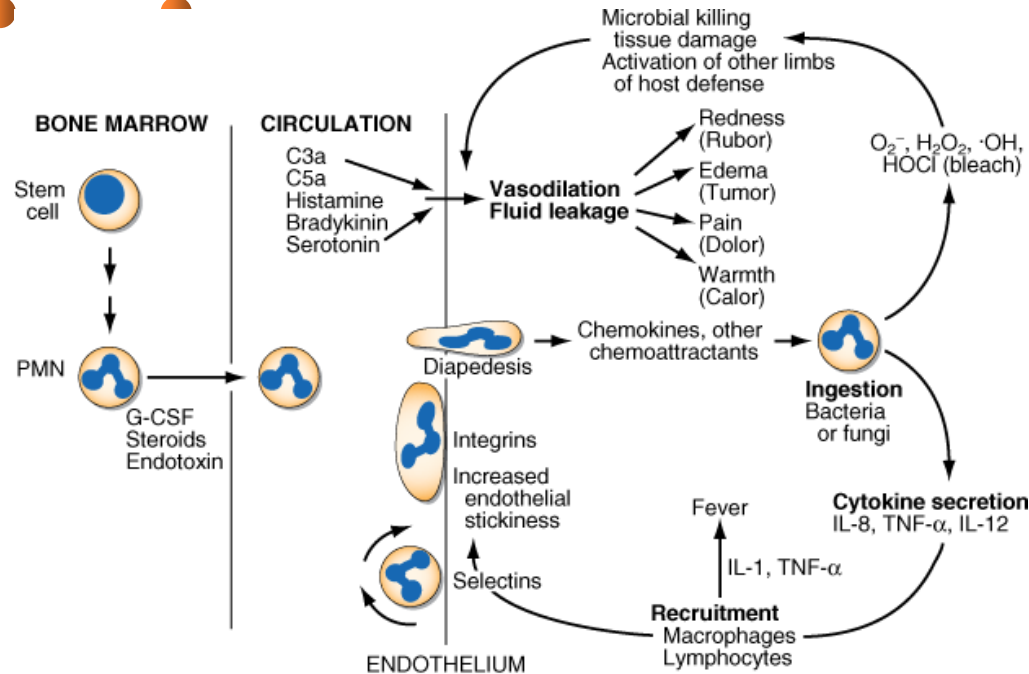 Microbial killing
tissue damage
Activation of other limbs
of host defense
BONE MARROW
CIRCULATION
Redness
(Rubor)
O₂⁻, H₂O₂, ·OH,
HOCl (bleach)
C3a
C5a
Histamine
Bradykinin
Serotonin
Edema
(Tumor)
Stem
cell
Vasodilation
Fluid leakage
Pain
(Dolor)
Warmth
(Calor)
Chemokines, other
chemoattractants
PMN
Diapedesis
Ingestion
Bacteria
or fungi
G-CSF
Steroids
Endotoxin
Integrins
Increased
endothelial
stickiness
Fever
Cytokine secretion
IL-8, TNF-α, IL-12
IL-1, TNF-α
Selectins
Recruitment
Macrophages
Lymphocytes
ENDOTHELIUM